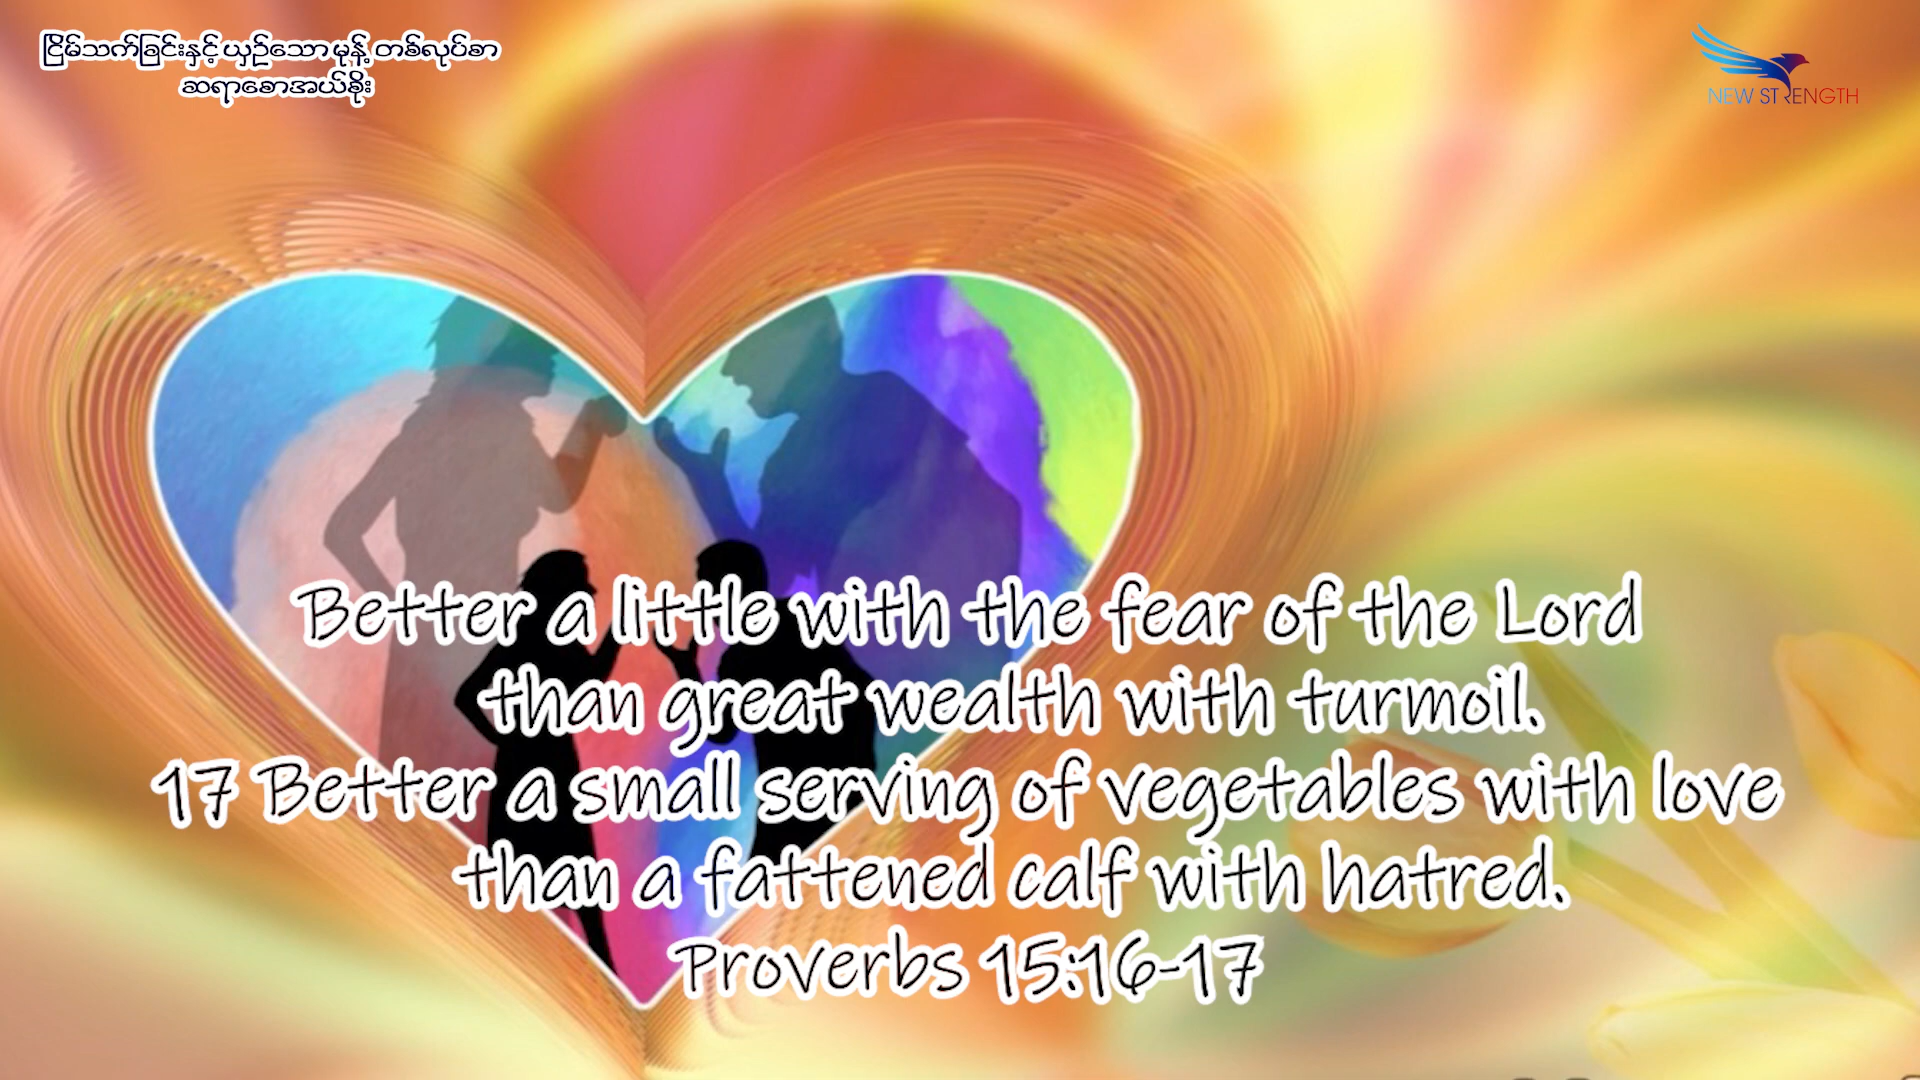 ငြိမ်သက်ခြင်းနှင့် ယှဉ်သော မုန့် တစ်လုပ်စာ
ဆရာစောအယ်ခိုး
NEW STRENGTH
Better a little with the fear of the Lord
than great wealth with turmoil.
17 Better a small serving of vegetables with love
than a fattened calf with hatred.
Proverbs 15:16-17